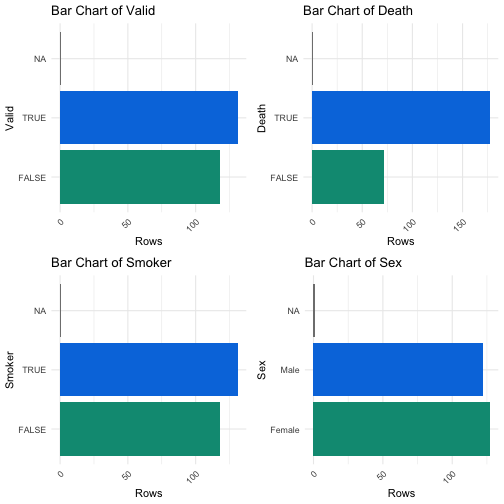 Bar Chart of Valid
Valid
NA
TRUE
FALSE
0
50
100
Rows
Bar Chart of Death
Death
NA
TRUE
FALSE
0
50
100
150
Rows
Bar Chart of Smoker
Smoker
NA
TRUE
FALSE
0
50
100
Rows
Bar Chart of Sex
Sex
NA
Male
Female
0
50
100
Rows